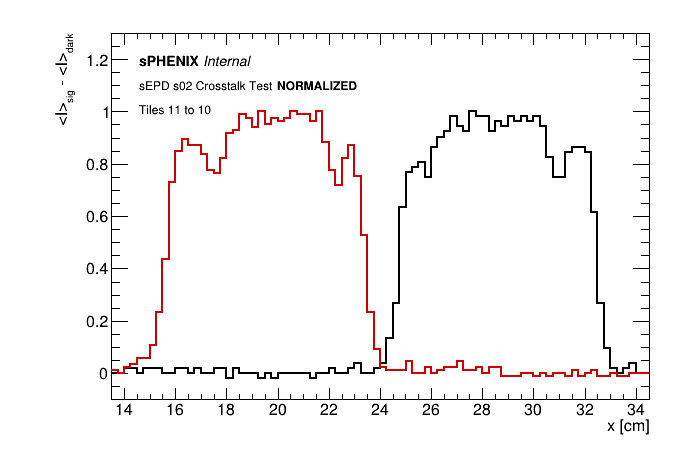 <I>sig - <I>dark
1.2
1
0.8
0.6
0.4
0.2
0
sPHENIX Internal
sEPD s02 Crosstalk Test NORMALIZED
Tiles 11 to 10
14 16 18 20 22 24 26 28 30 32 34
x [cm]